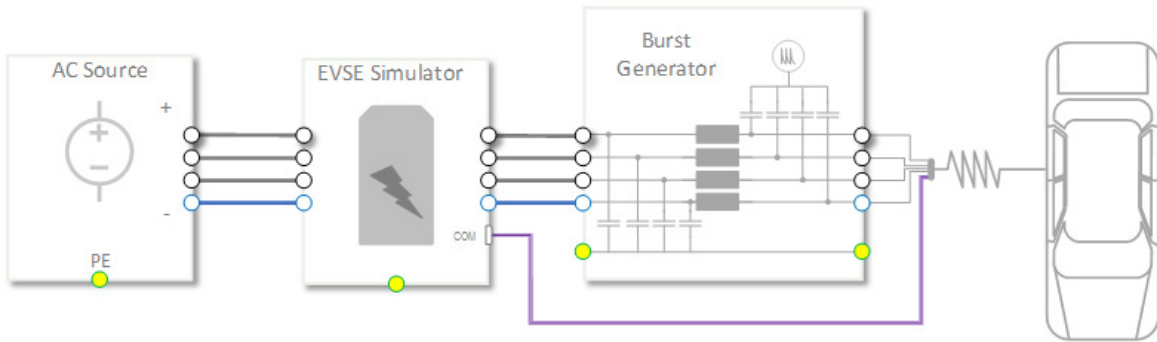 AC Source
+
-
PE
EVSE Simulator
COM
Burst
Generator